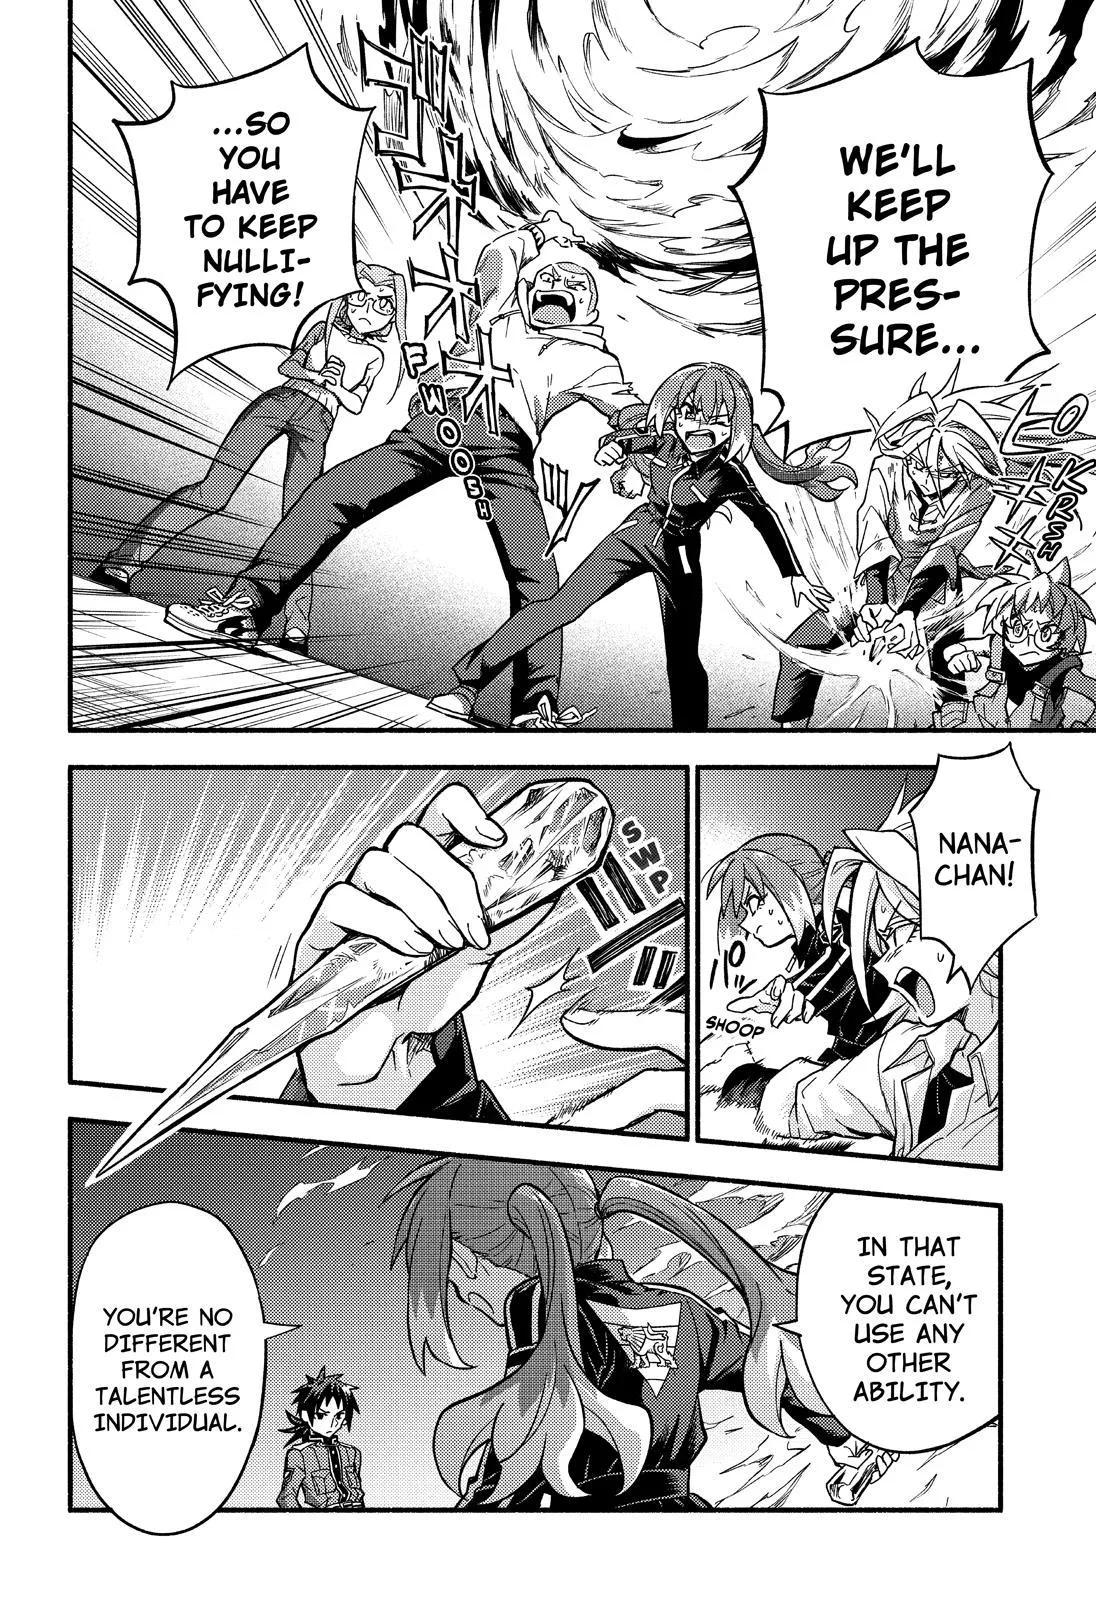 WE'LL
KEEP
UP THE
PRES-
SURE...
...SO
YOU
HAVE
TO KEEP
NULLI-
FYING!
FWOOSH
KRSH
NANA-
CHAN!
SHOOP
SWP
IN THAT
STATE,
YOU CAN'T
USE ANY
OTHER
ABILITY.
YOU'RE NO
DIFFERENT
FROM A
TALENTLESS
INDIVIDUAL.